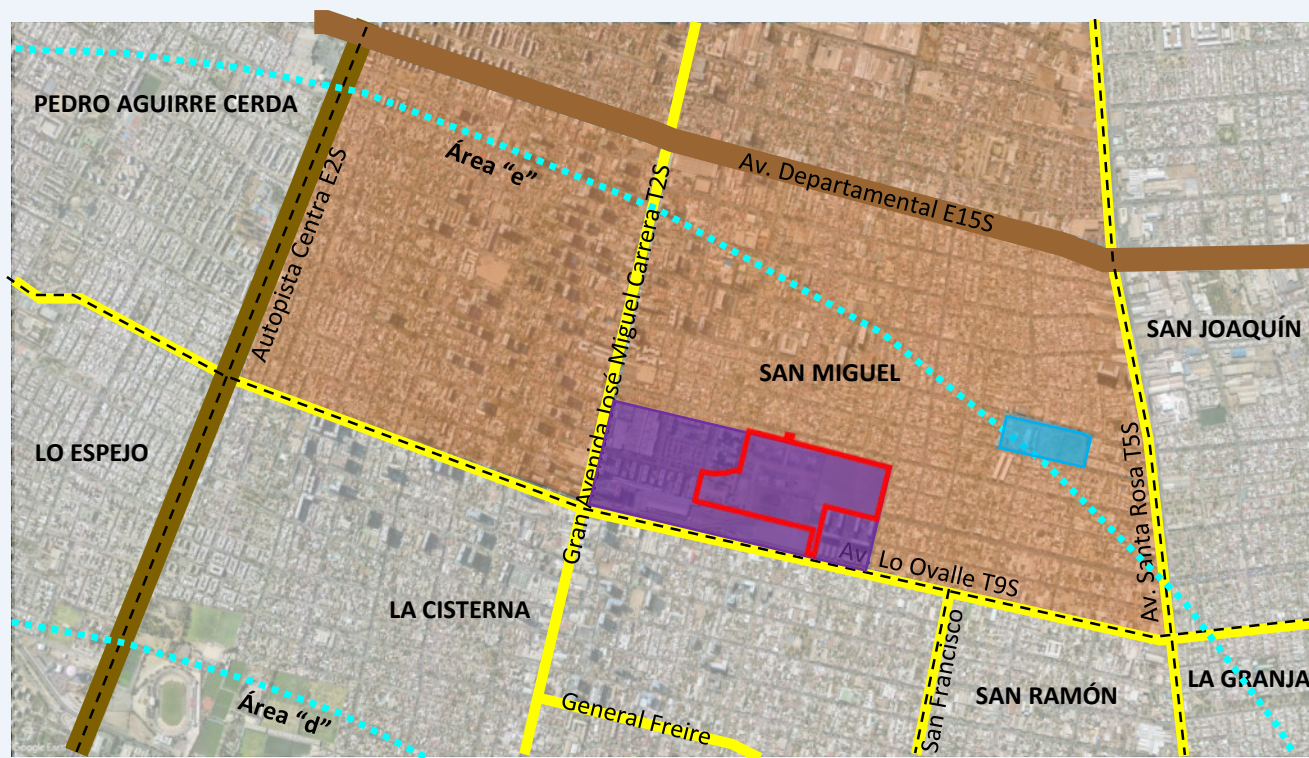 PEDRO AGUIRRE CERDA
Área “e”
Av. Departamental E15S
Autopista Centra E2S
Gran Avenida José Miguel Carrera T2S
SAN JOAQUÍN
SAN MIGUEL
LO ESPEJO
Av. Santa Rosa T5S
Av. Lo Ovalle T9S
LA CISTERNA
San Francisco
SAN RAMÓN
LA GRANJA
Área “d”
General Freire
Google Earth